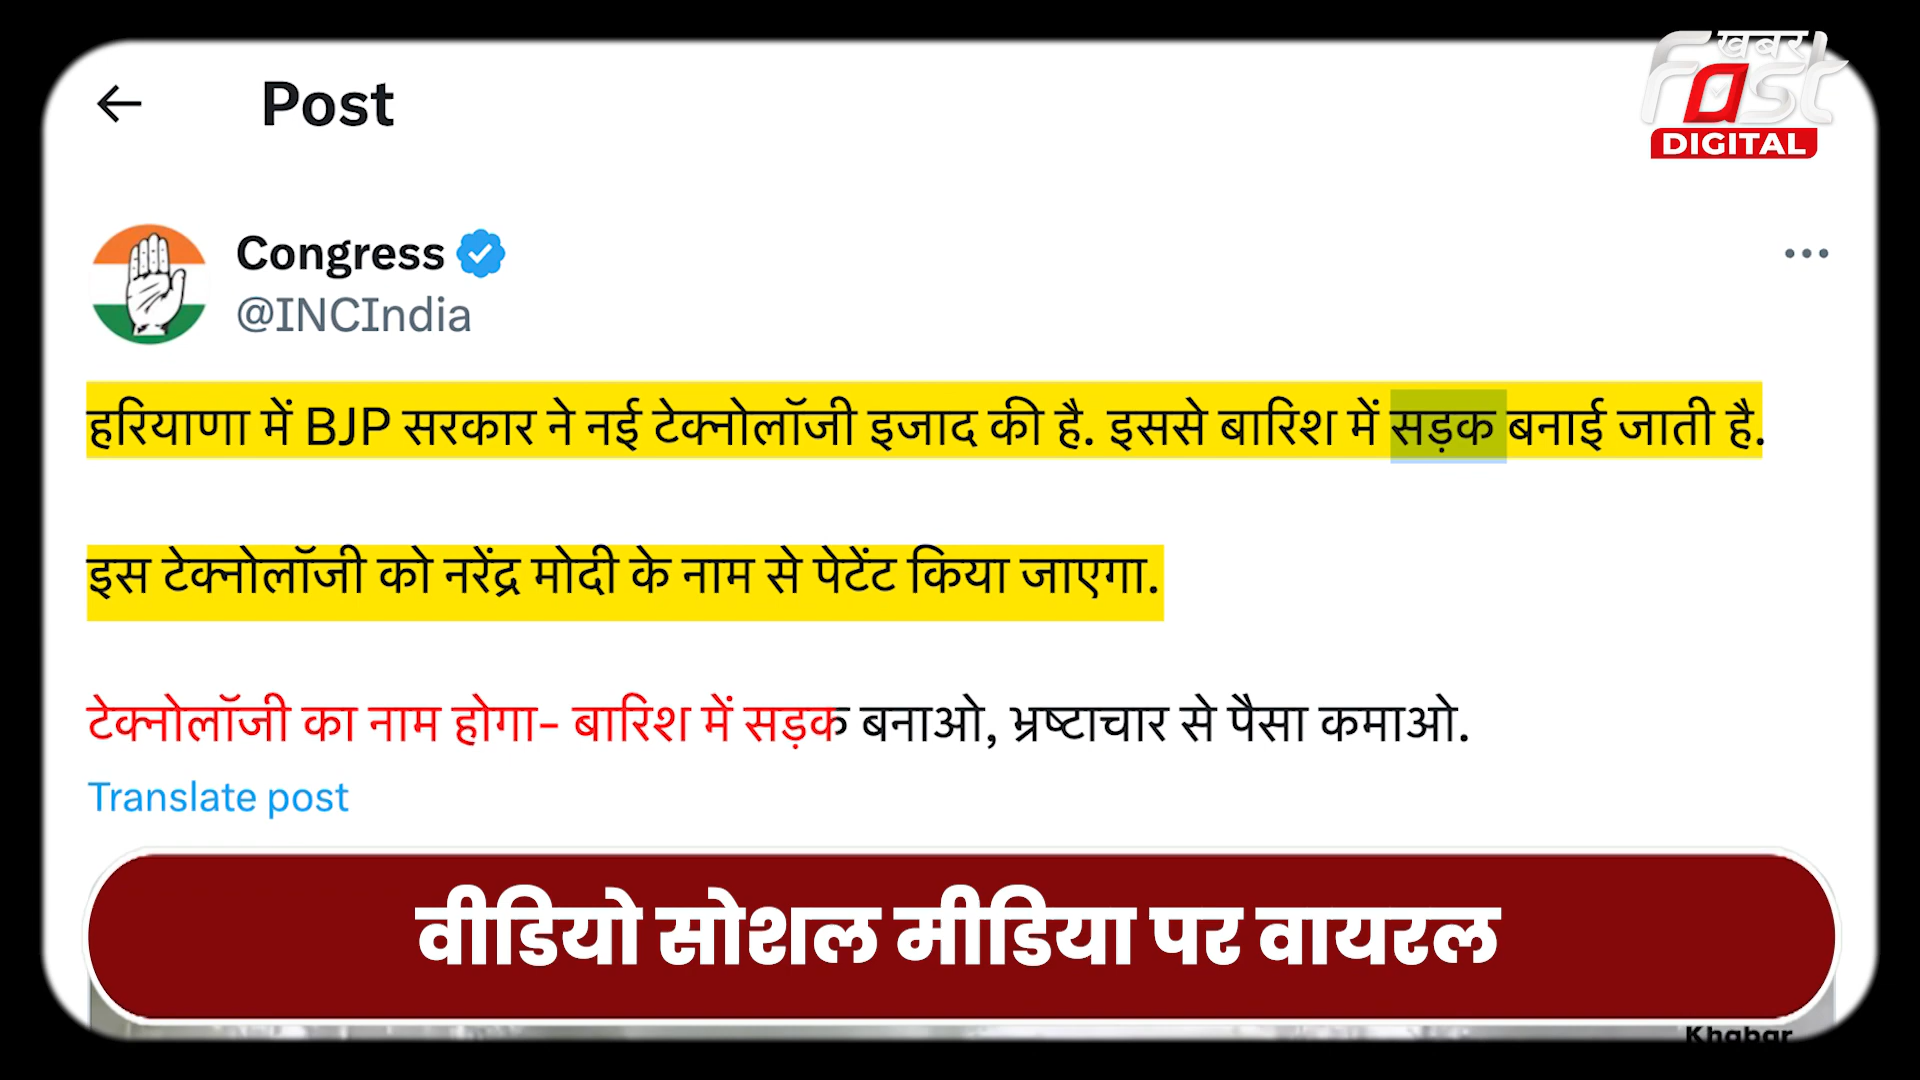 खबर
Fast
DIGITAL
Post
Congress
@INCIndia
हरियाणा में BJP सरकार ने नई टेक्नोलॉजी इजाद की है. इससे बारिश में सड़क बनाई जाती है.
इस टेक्नोलॉजी को नरेंद्र मोदी के नाम से पेटेंट किया जाएगा.
टेक्नोलॉजी का नाम होगा- बारिश में सड़क बनाओ, भ्रष्टाचार से पैसा कमाओ.
Translate post
वीडियो सोशल मीडिया पर वायरल
Khabar